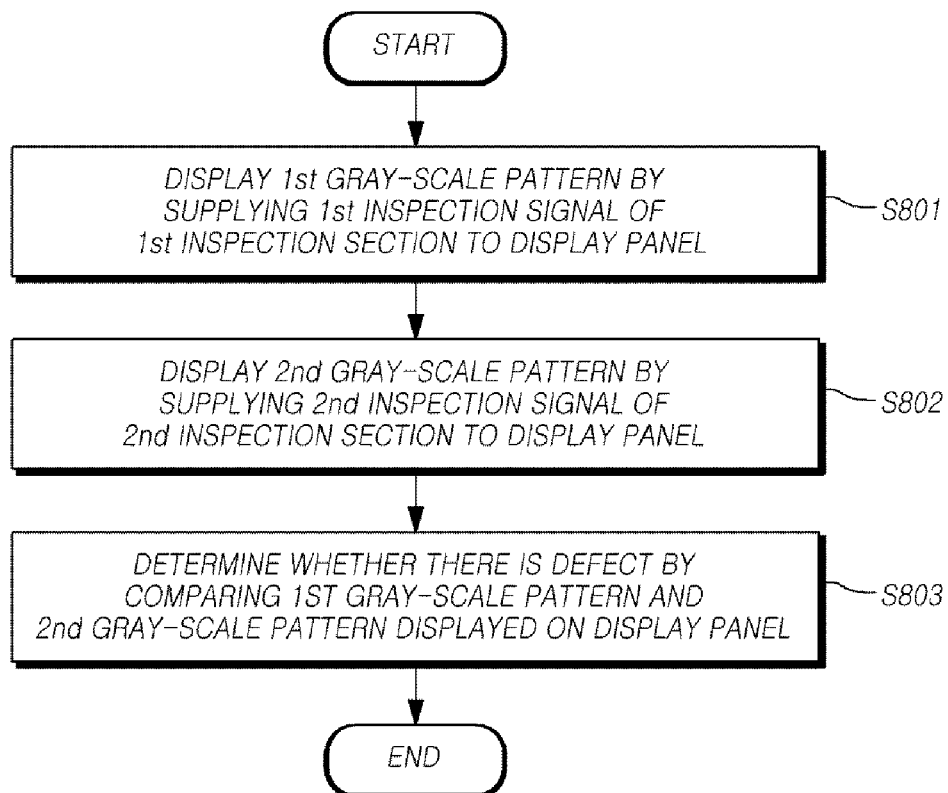 START
DISPLAY 1st GRAY-SCALE PATTERN BY
SUPPLYING 1st INSPECTION SIGNAL OF
1st INSPECTION SECTION TO DISPLAY PANEL
S801
DISPLAY 2nd GRAY-SCALE PATTERN BY
SUPPLYING 2nd INSPECTION SIGNAL OF
2nd INSPECTION SECTION TO DISPLAY PANEL
S802
DETERMINE WHETHER THERE IS DEFECT BY
COMPARING 1ST GRAY-SCALE PATTERN AND
2nd GRAY-SCALE PATTERN DISPLAYED ON DISPLAY PANEL
S803
END